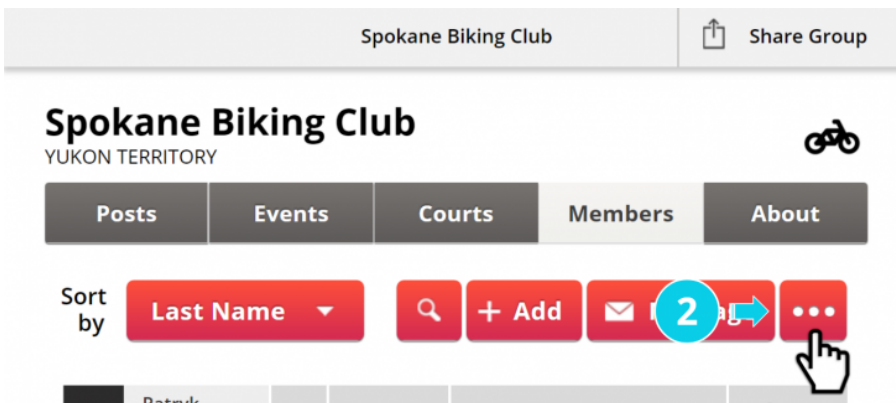 Spokane Biking Club
Share Group
Spokane Biking Club
YUKON TERRITORY
Posts Events Courts Members About
Sort by
Last Name
+ Add
2